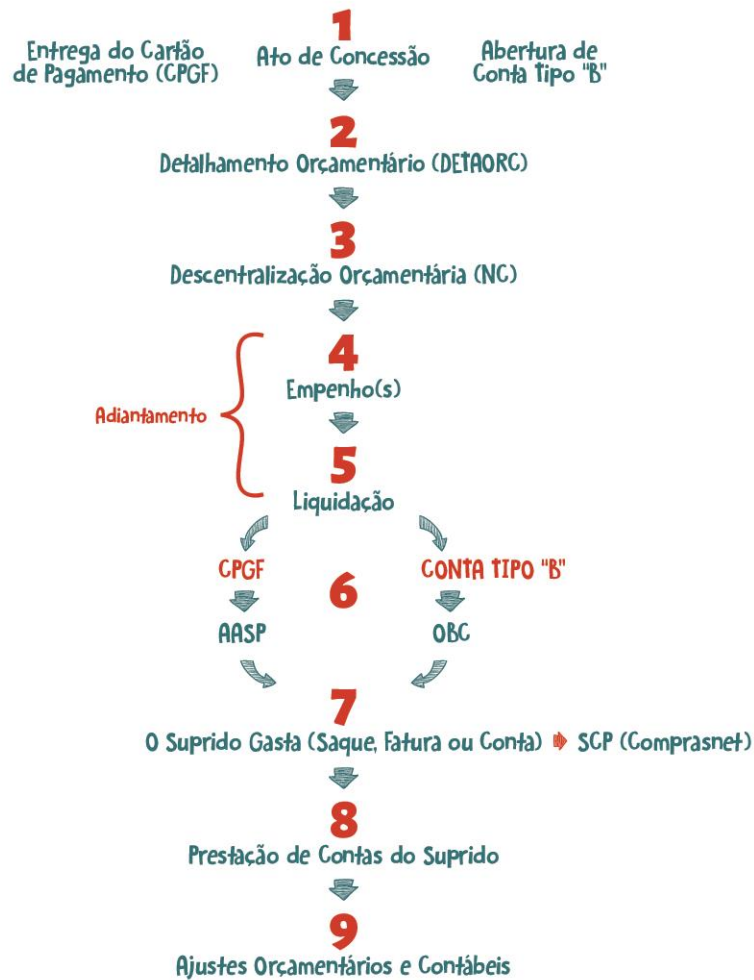 1
Entrega do Cartão
de Pagamento (CPGF)
Ato de Concessão
Abertura de
Conta Tipo "B"
2
Detalhamento Orçamentário (DETAORC)
3
Descentralização Orçamentária (NC)
4
Empenho(s)
Adiantamento
5
Liquidação
CPGF
CONTA TIPO "B"
6
AASP
OBC
7
O Suprido Gasta (Saque, Fatura ou Conta) SCP (Comprasnet)
8
Prestação de Contas do Suprido
9
Ajustes Orçamentários e Contábeis